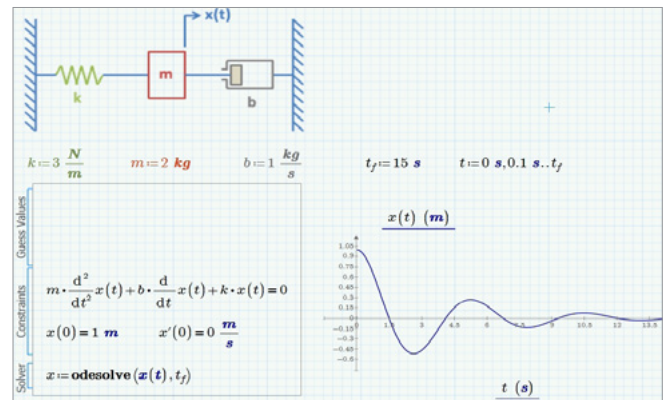 x(t)
m
k
b
k:=3 N/m m:=2 kg b:=1 kg/s t_f:=15 s t:=0 s,0.1 s..t_f
Guess Values
x(t) (m)
Constraints
m·d²/dt² x(t)+b·d/dt x(t)+k·x(t)=0
x(0)=1 m x′(0)=0 m/s
Solver
x:=odesolve(x(t),t_f)
1.05
0.9
0.75
0.6
0.45
0.3
0.15
0
-0.15
-0.3
-0.45
-0.6
0 1.5 3 4.5 6 7.5 9 10.5 12 13.5
t (s)